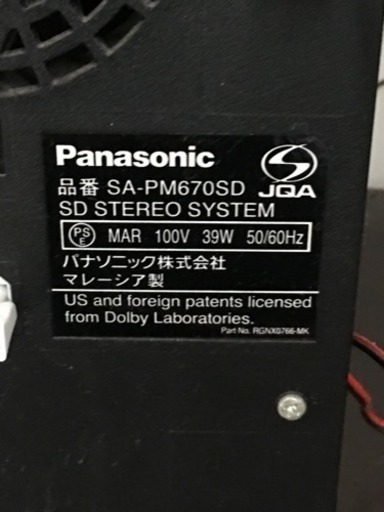 Panasonic
JQA
品番 SA-PM670SD
SD STEREO SYSTEM
PS E MAR 100V 39W 50/60Hz
パナソニック株式会社
マレーシア製
US and foreign patents licensed
from Dolby Laboratories.
Part No. RGNX0766-MK